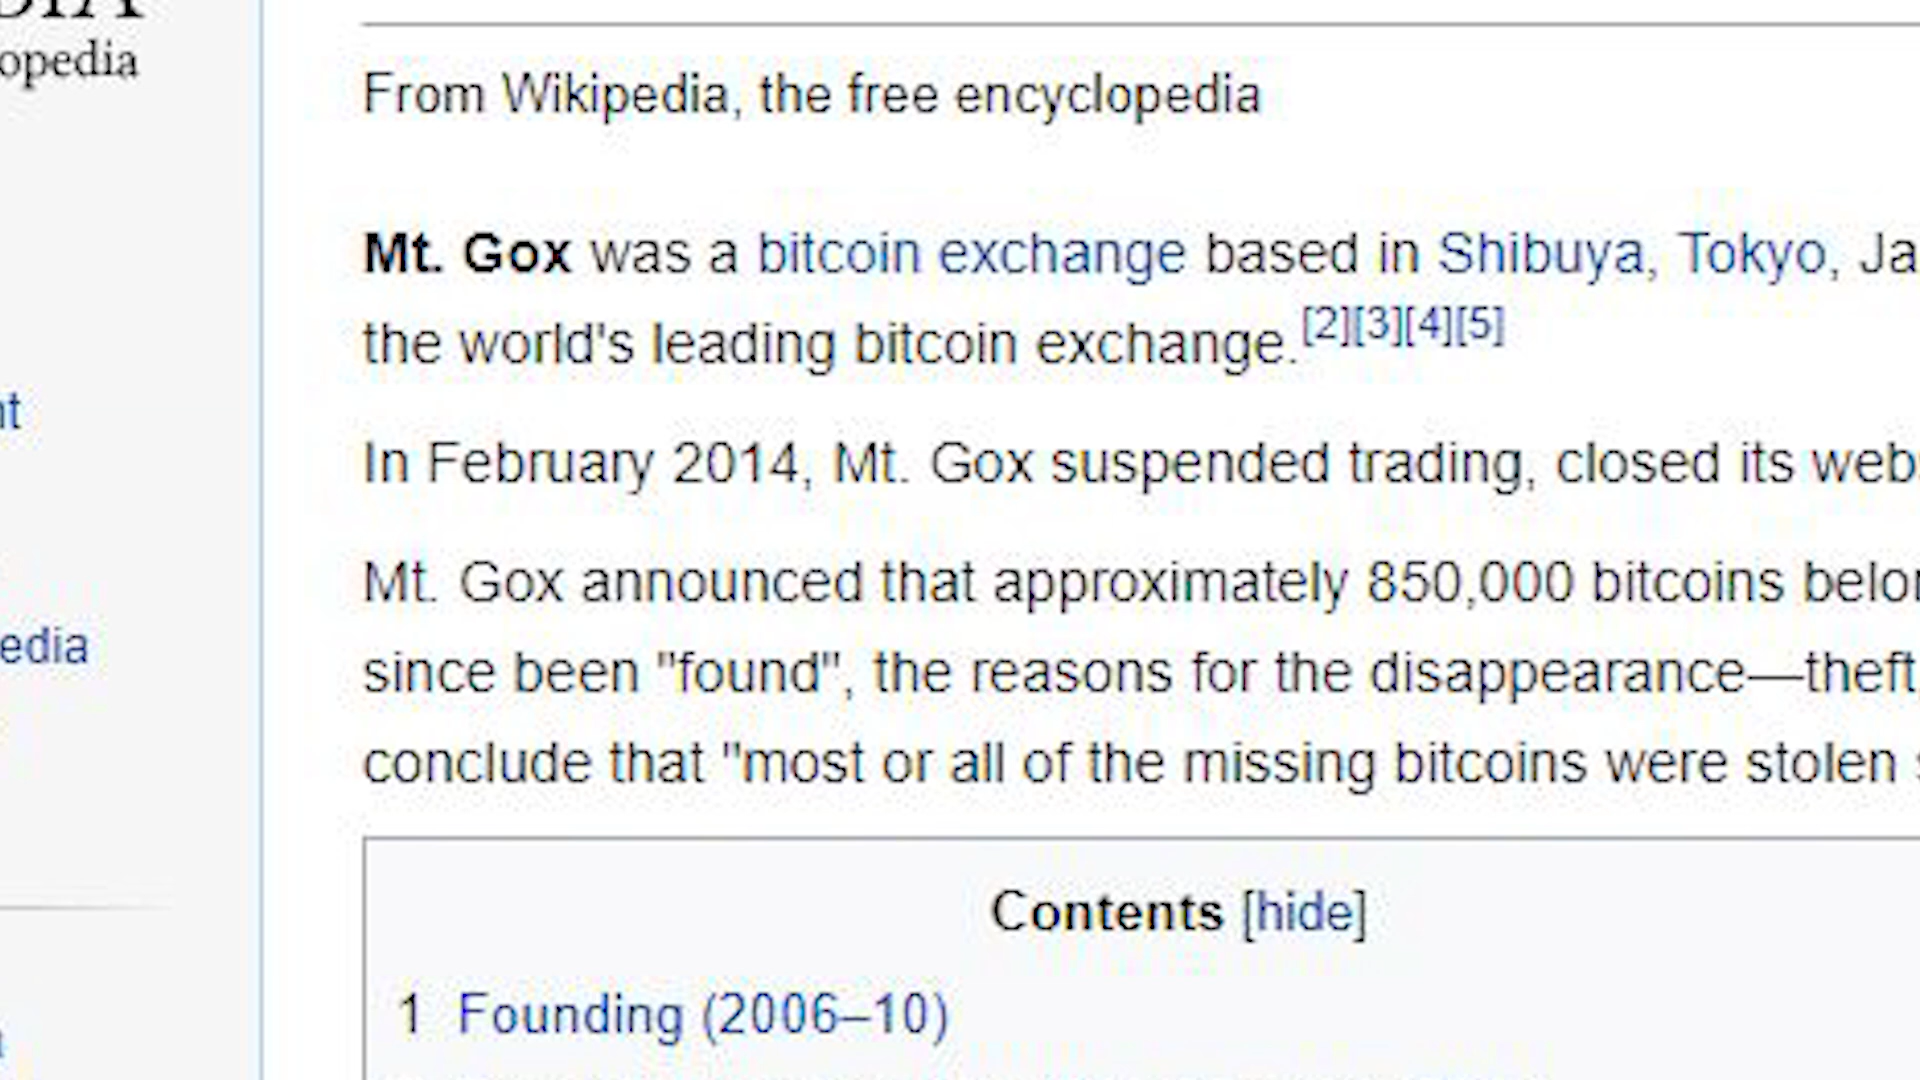 opedia
From Wikipedia, the free encyclopedia
Mt. Gox was a bitcoin exchange based in Shibuya, Tokyo,
the world's leading bitcoin exchange.[2][3][4][5]
In February 2014, Mt. Gox suspended trading, closed its
Mt. Gox announced that approximately 850,000 bitcoins
edia
since been "found", the reasons for the disappearance—theft
conclude that "most or all of the missing bitcoins were stolen
Contents [hide]
1 Founding (2006–10)